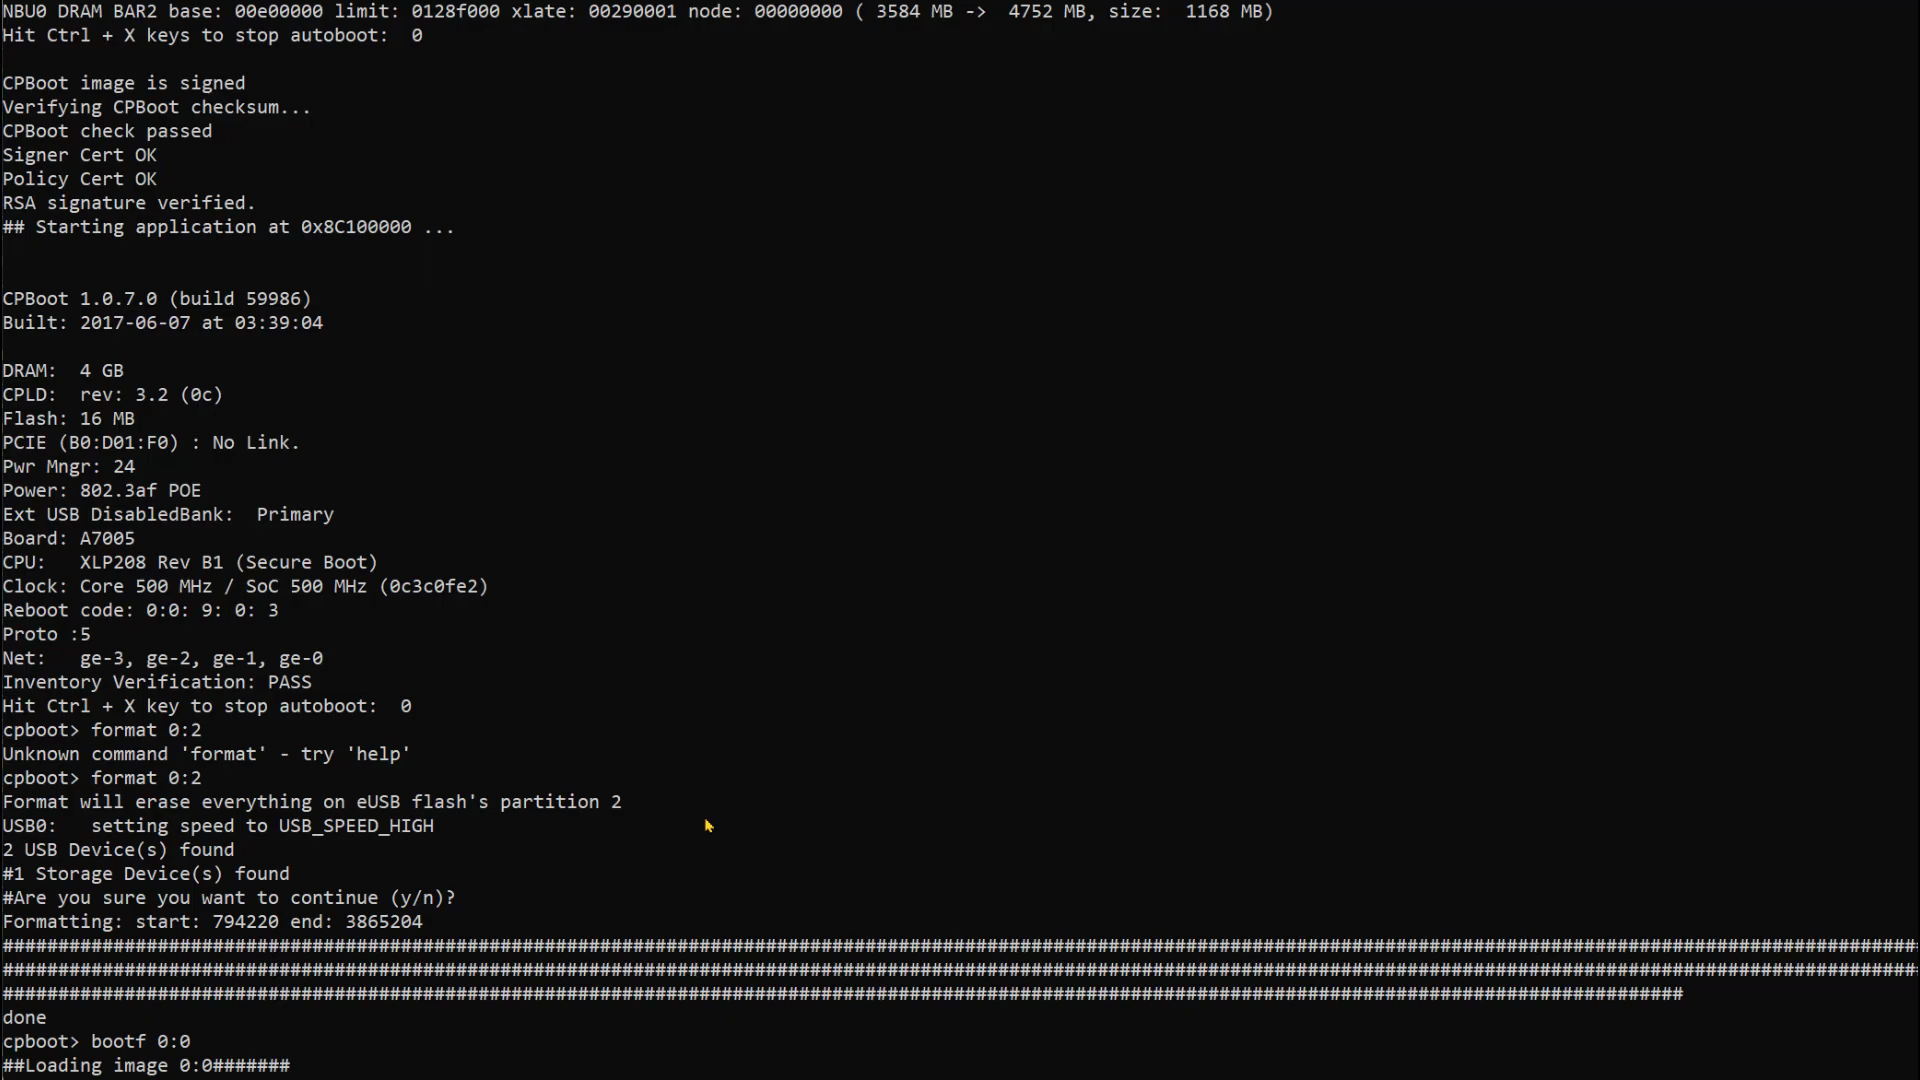 NBU0 DRAM BAR2 base: 00e00000 limit: 0128f000 xlate: 00290001 node: 00000000 ( 3584 MB ->  4752 MB, size:  1168 MB)
Hit Ctrl + X keys to stop autoboot:  0
CPBoot image is signed
Verifying CPBoot checksum...
CPBoot check passed
Signer Cert OK
Policy Cert OK
RSA signature verified.
## Starting application at 0x8C100000 ...
CPBoot 1.0.7.0 (build 59986)
Built: 2017-06-07 at 03:39:04
DRAM:  4 GB
CPLD:  rev: 3.2 (0c)
Flash: 16 MB
PCIE (B0:D01:F0) : No Link.
Pwr Mngr: 24
Power: 802.3af POE
Ext USB DisabledBank:  Primary
Board: A7005
CPU:   XLP208 Rev B1 (Secure Boot)
Clock: Core 500 MHz / SoC 500 MHz (0c3c0fe2)
Reboot code: 0:0: 9: 0: 3
Proto :5
Net:   ge-3, ge-2, ge-1, ge-0
Inventory Verification: PASS
Hit Ctrl + X key to stop autoboot:  0
cpboot> format 0:2
Unknown command 'format' - try 'help'
cpboot> format 0:2
Format will erase everything on eUSB flash's partition 2
USB0:   setting speed to USB_SPEED_HIGH
2 USB Device(s) found
#1 Storage Device(s) found
#Are you sure you want to continue (y/n)?
Formatting: start: 794220 end: 3865204
##############################################################################################################################################################################
##############################################################################################################################################################################
########################################################################################################################################################
done
cpboot> bootf 0:0
##Loading image 0:0#######